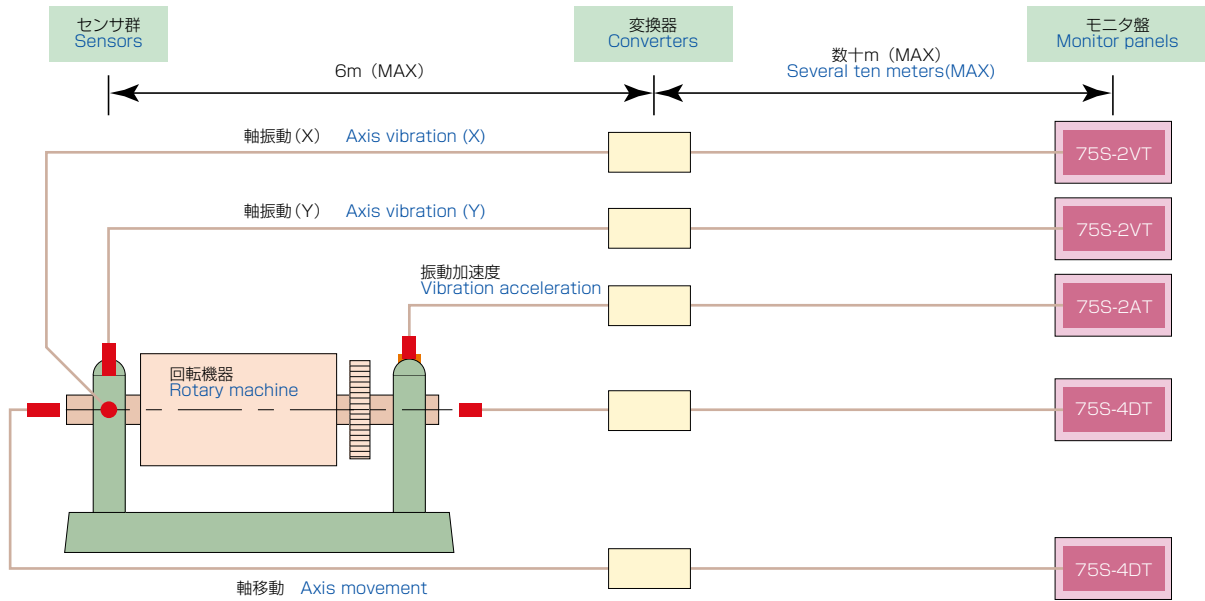 センサ群
Sensors
変換器
Converters
モニタ盤
Monitor panels
6m（MAX）
数十m（MAX）
Several ten meters(MAX)
軸振動（X） Axis vibration (X)
75S-2VT
軸振動（Y） Axis vibration (Y)
75S-2VT
振動加速度
Vibration acceleration
75S-2AT
回転機器
Rotary machine
75S-4DT
軸移動 Axis movement
75S-4DT